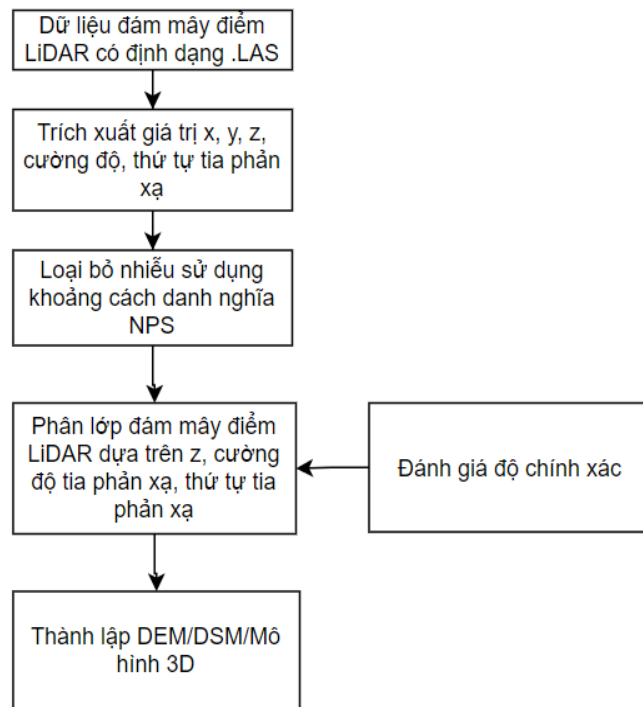 Dữ liệu đám mây điểm
LiDAR có định dạng .LAS
Trích xuất giá trị x, y, z,
cường độ, thứ tự tia phản
xạ
Loại bỏ nhiễu sử dụng
khoảng cách danh nghĩa
NPS
Phân lớp đám mây điểm
LiDAR dựa trên z, cường
độ tia phản xạ, thứ tự tia
phản xạ
Đánh giá độ chính xác
Thành lập DEM/DSM/Mô
hình 3D